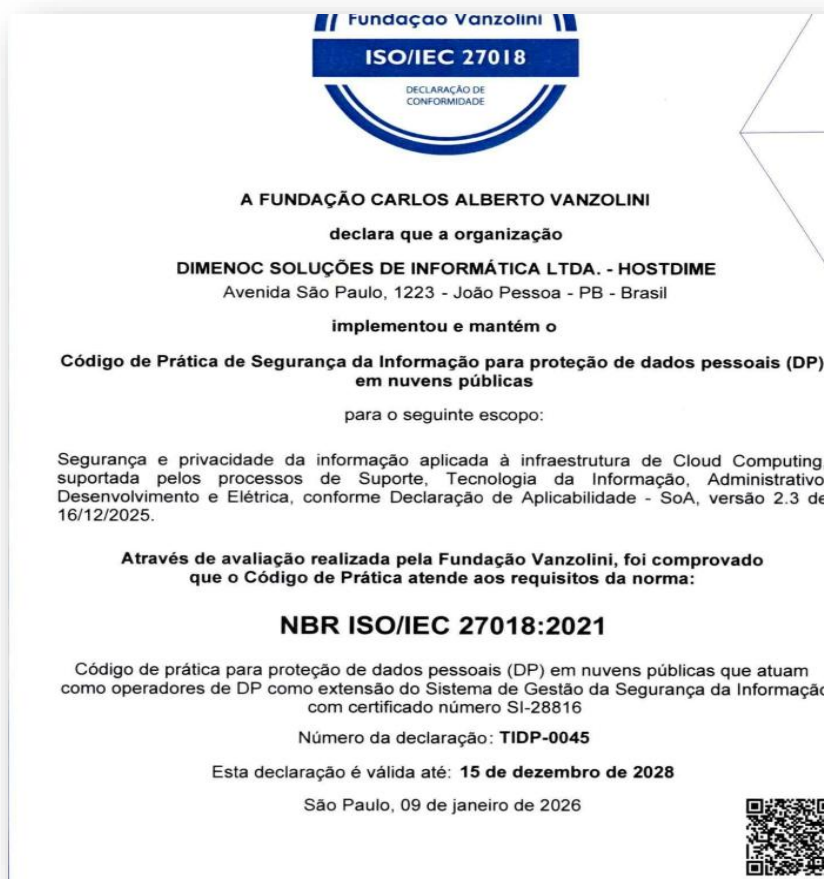 Fundação Vanzolini
ISO/IEC 27018
DECLARAÇÃO DE
CONFORMIDADE
A FUNDAÇÃO CARLOS ALBERTO VANZOLINI
declara que a organização
DIMENOC SOLUÇÕES DE INFORMÁTICA LTDA. - HOSTDIME
Avenida São Paulo, 1223 - João Pessoa - PB - Brasil
implementou e mantém o
Código de Prática de Segurança da Informação para proteção de dados pessoais (DP)
em nuvens públicas
para o seguinte escopo:
Segurança e privacidade da informação aplicada à infraestrutura de Cloud Computing,
suportada pelos processos de Suporte, Tecnologia da Informação, Administrativo
Desenvolvimento e Elétrica, conforme Declaração de Aplicabilidade - SoA, versão 2.3 de
16/12/2025.
Através de avaliação realizada pela Fundação Vanzolini, foi comprovado
que o Código de Prática atende aos requisitos da norma:
NBR ISO/IEC 27018:2021
Código de prática para proteção de dados pessoais (DP) em nuvens públicas que atuam
como operadores de DP como extensão do Sistema de Gestão da Segurança da Informação
com certificado número SI-28816
Número da declaração: TIDP-0045
Esta declaração é válida até: 15 de dezembro de 2028
São Paulo, 09 de janeiro de 2026